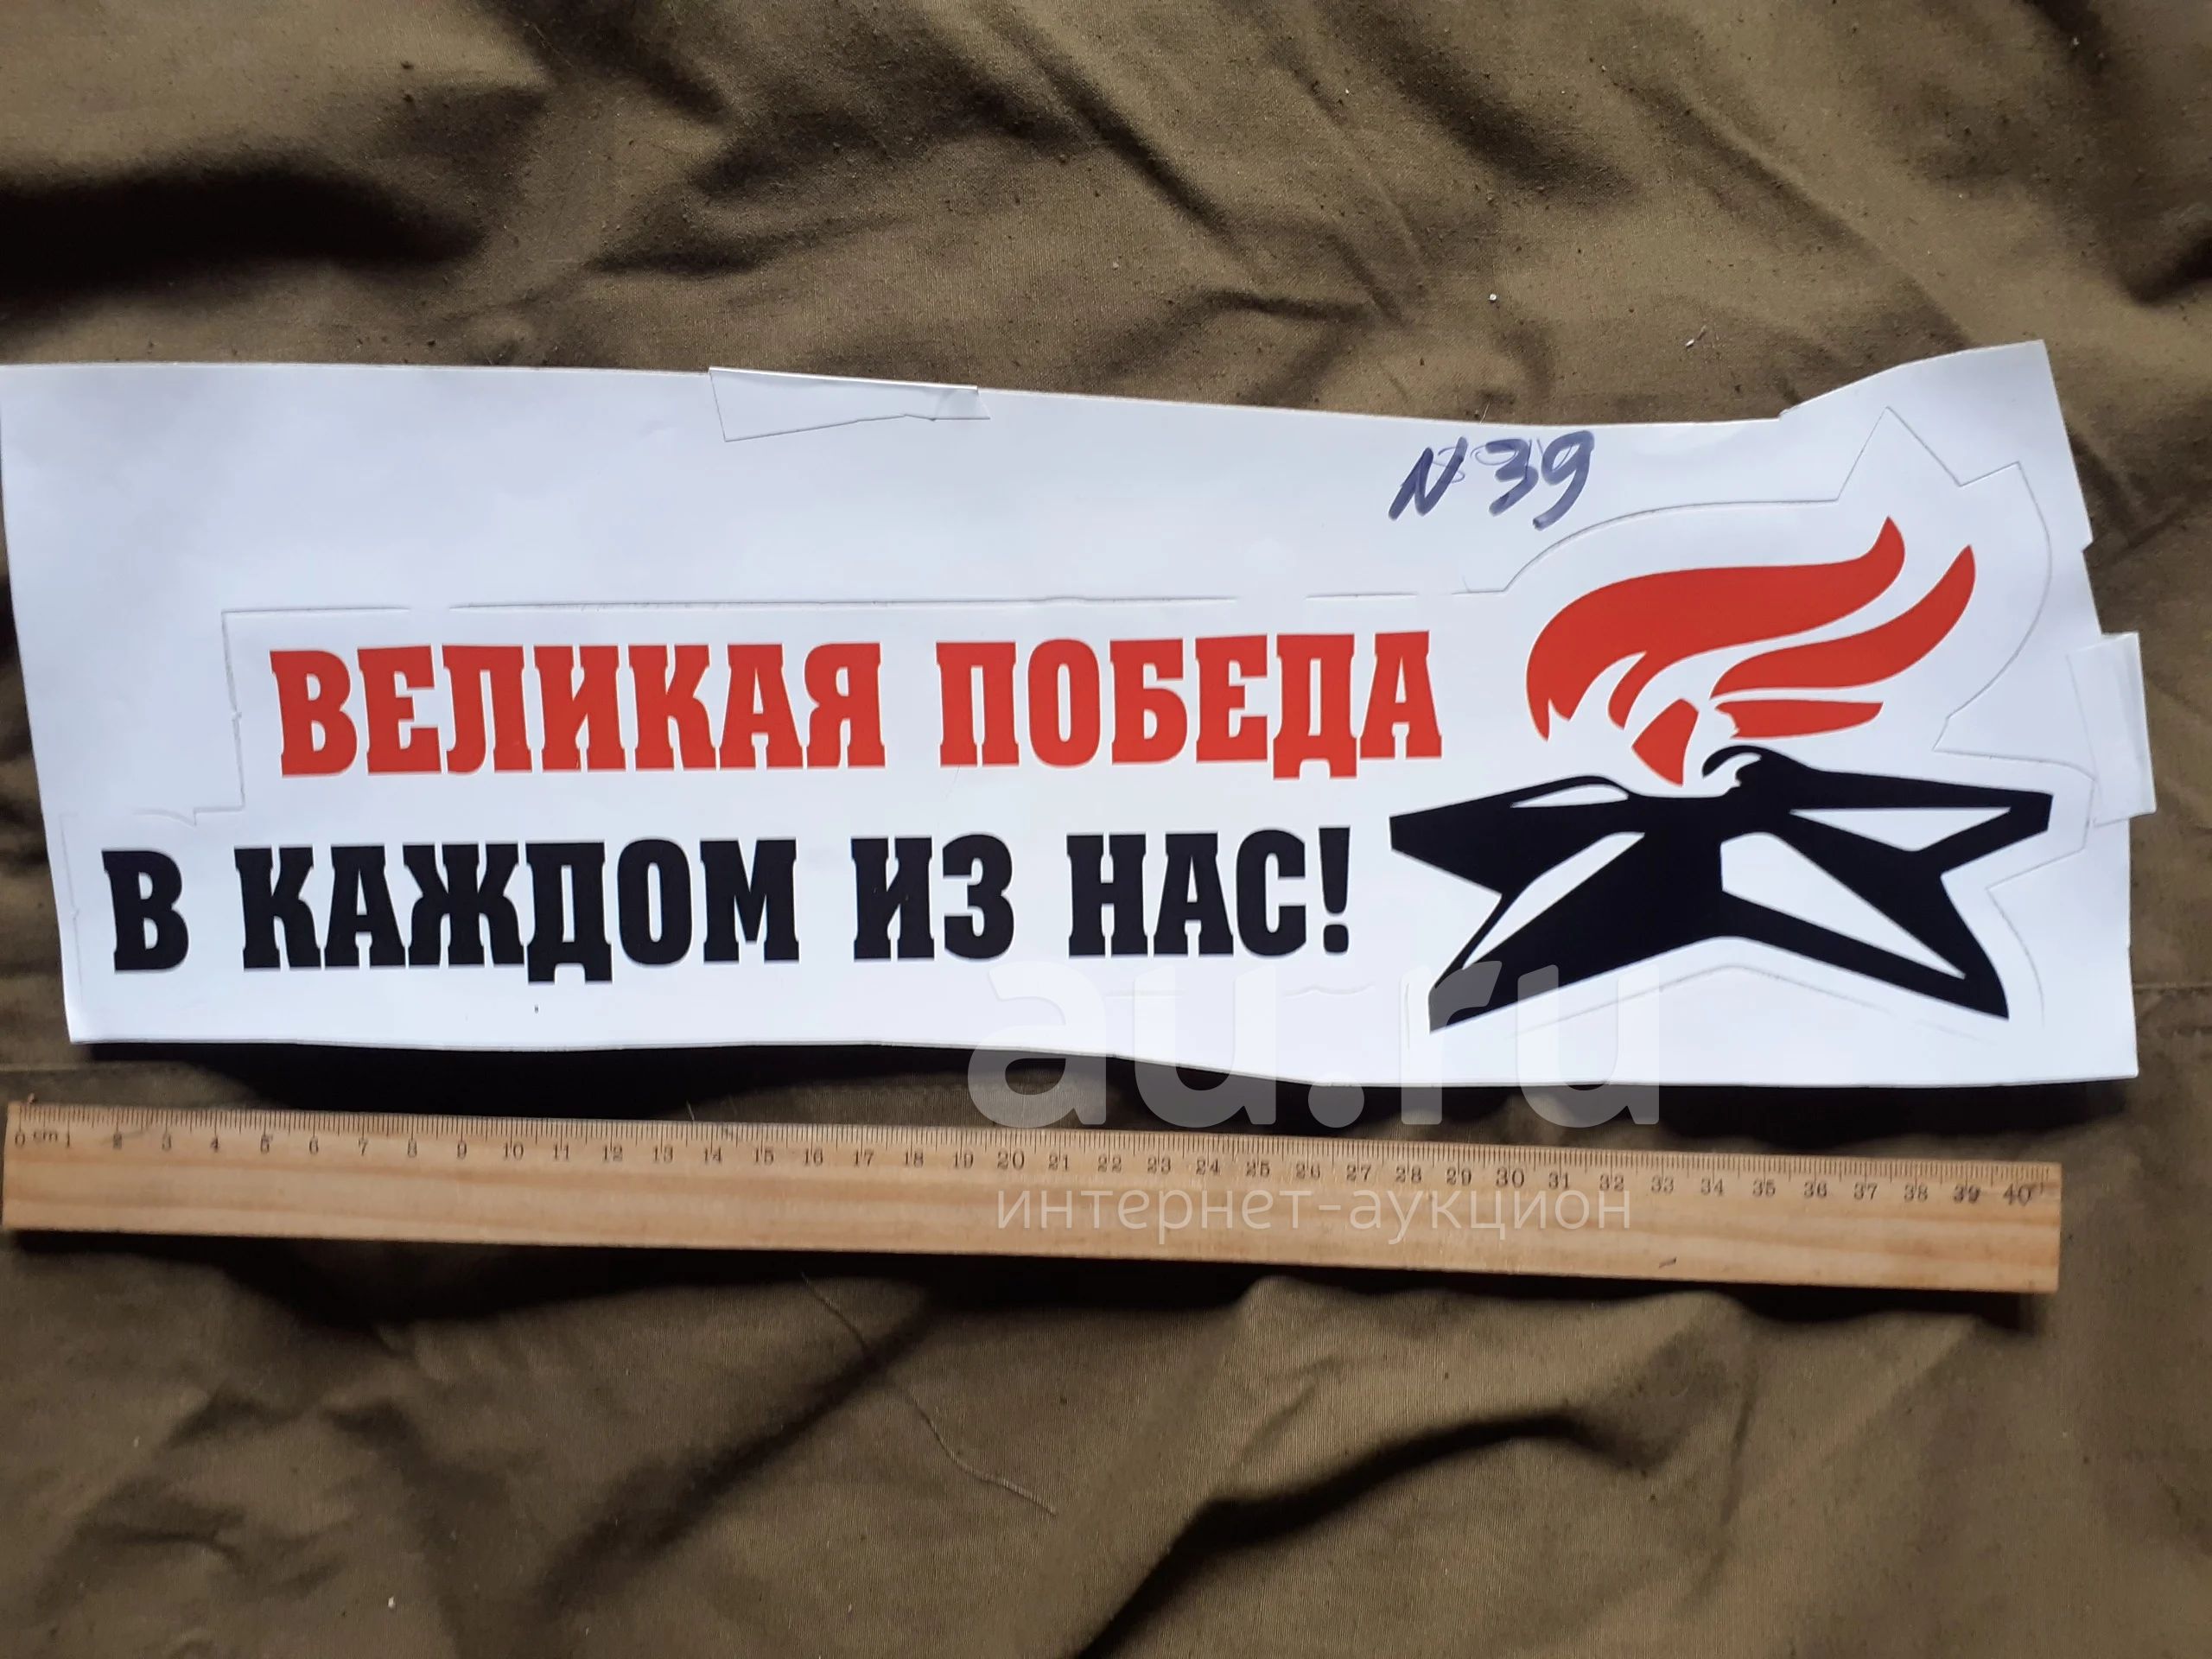 N 39
ВЕЛИКАЯ ПОБЕДА
В КАЖДОМ ИЗ НАС!
au.ru
0 cm 1 2 3 4 5 6 7 8 9 10 11 12 13 14 15 16 17 18 19 20 21 22 23 24 25 26 27 28 29 30 31 32 33 34 35 36 37 38 39 40
интернет-аукцион